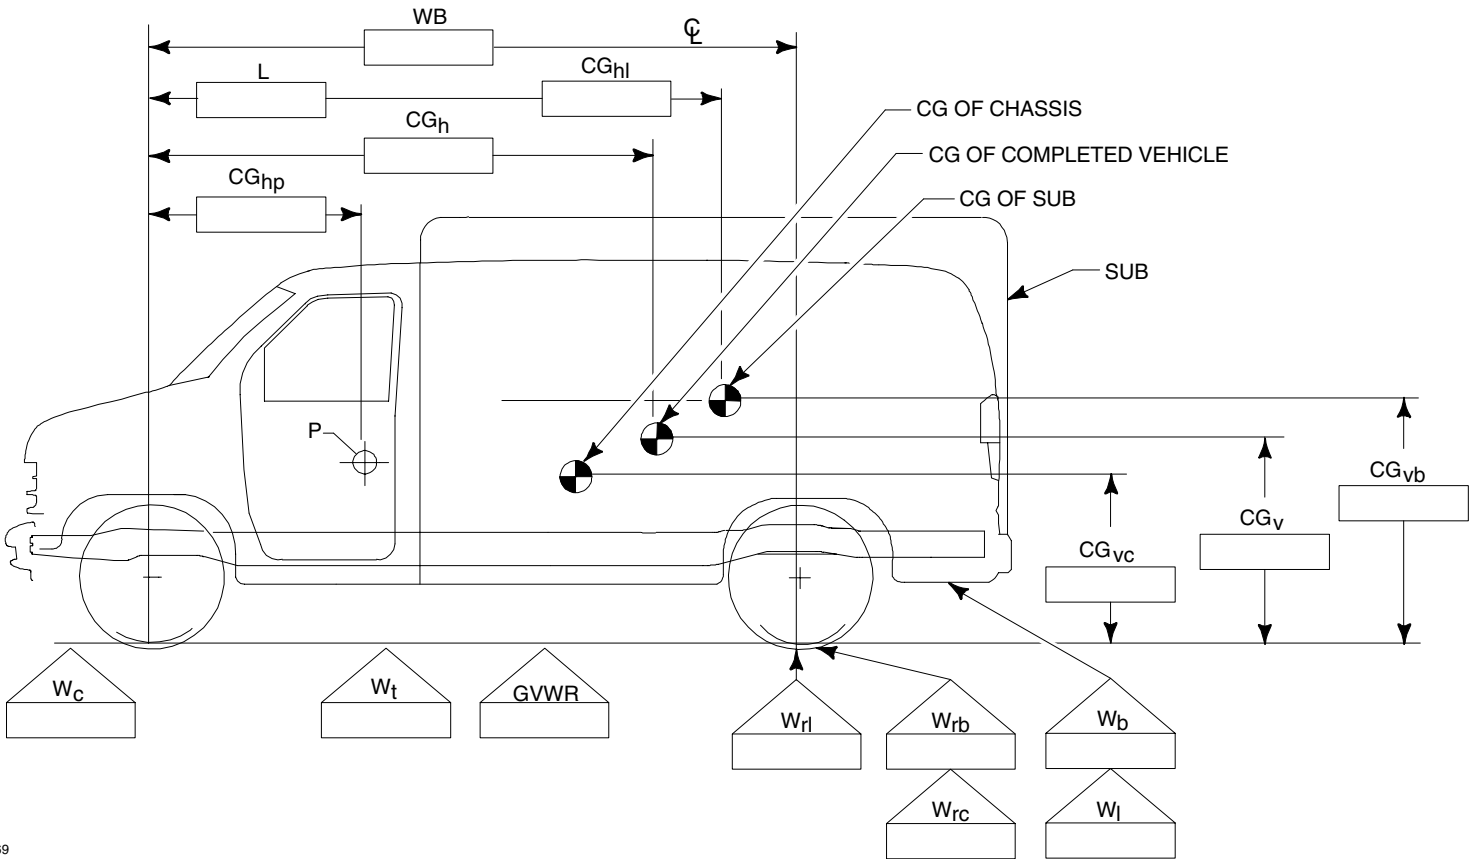 WB
℄
L
CGhl
CG OF CHASSIS
CGh
CG OF COMPLETED VEHICLE
CGhp
CG OF SUB
SUB
P
CGvb
CGv
CGvc
Wc
Wt
GVWR
Wrl
Wrb
Wb
Wrc
Wl